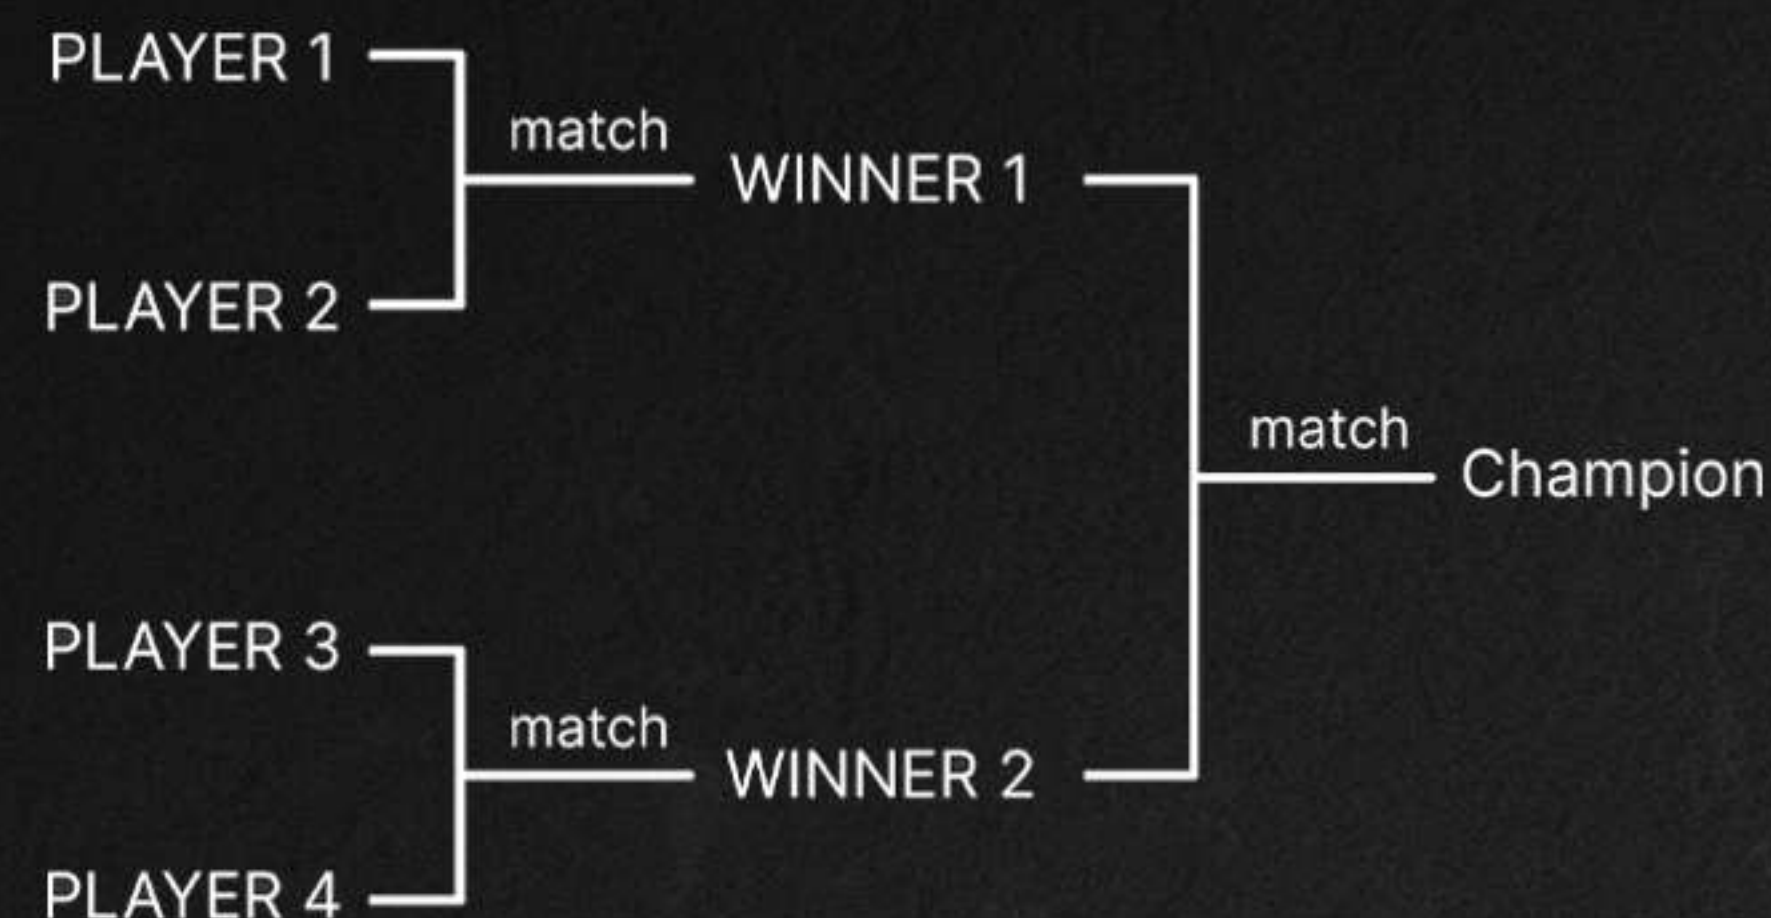 PLAYER 1
match
WINNER 1
PLAYER 2
match
Champion
PLAYER 3
match
WINNER 2
PLAYER 4